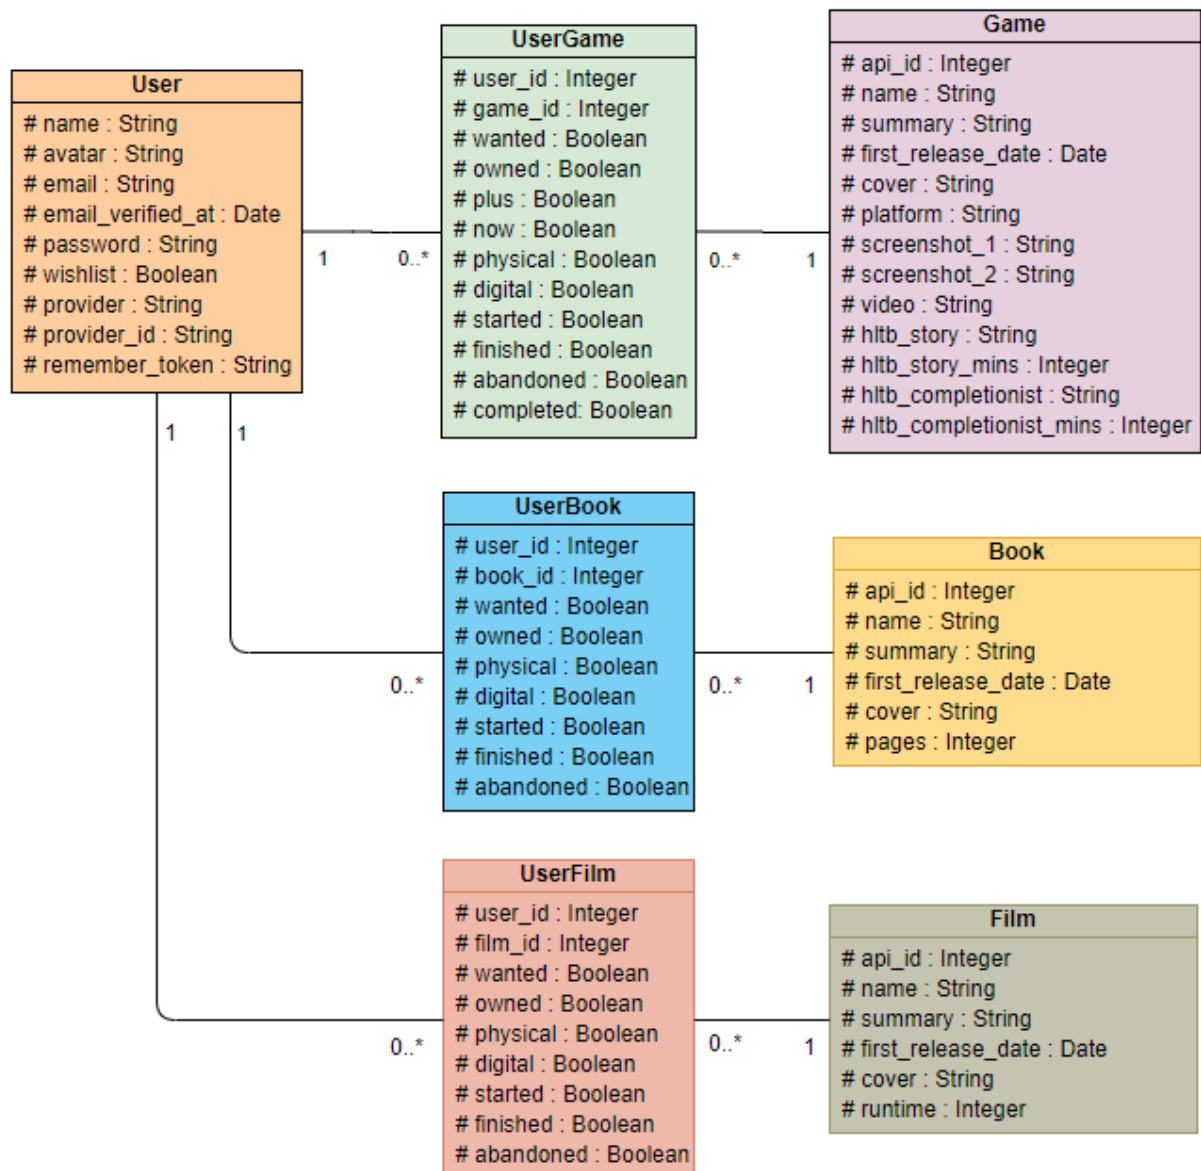 User
# name : String
# avatar : String
# email : String
# email_verified_at : Date
# password : String
# wishlist : Boolean
# provider : String
# provider_id : String
# remember_token : String
1
0..*
1
1
UserGame
# user_id : Integer
# game_id : Integer
# wanted : Boolean
# owned : Boolean
# plus : Boolean
# now : Boolean
# physical : Boolean
# digital : Boolean
# started : Boolean
# finished : Boolean
# abandoned : Boolean
# completed: Boolean
0..*
1
Game
# api_id : Integer
# name : String
# summary : String
# first_release_date : Date
# cover : String
# platform : String
# screenshot_1 : String
# screenshot_2 : String
# video : String
# hltb_story : String
# hltb_story_mins : Integer
# hltb_completionist : String
# hltb_completionist_mins : Integer
UserBook
# user_id : Integer
# book_id : Integer
# wanted : Boolean
# owned : Boolean
# physical : Boolean
# digital : Boolean
# started : Boolean
# finished : Boolean
# abandoned : Boolean
0..*
0..*
1
Book
# api_id : Integer
# name : String
# summary : String
# first_release_date : Date
# cover : String
# pages : Integer
UserFilm
# user_id : Integer
# film_id : Integer
# wanted : Boolean
# owned : Boolean
# physical : Boolean
# digital : Boolean
# started : Boolean
# finished : Boolean
# abandoned : Boolean
0..*
0..*
1
Film
# api_id : Integer
# name : String
# summary : String
# first_release_date : Date
# cover : String
# runtime : Integer